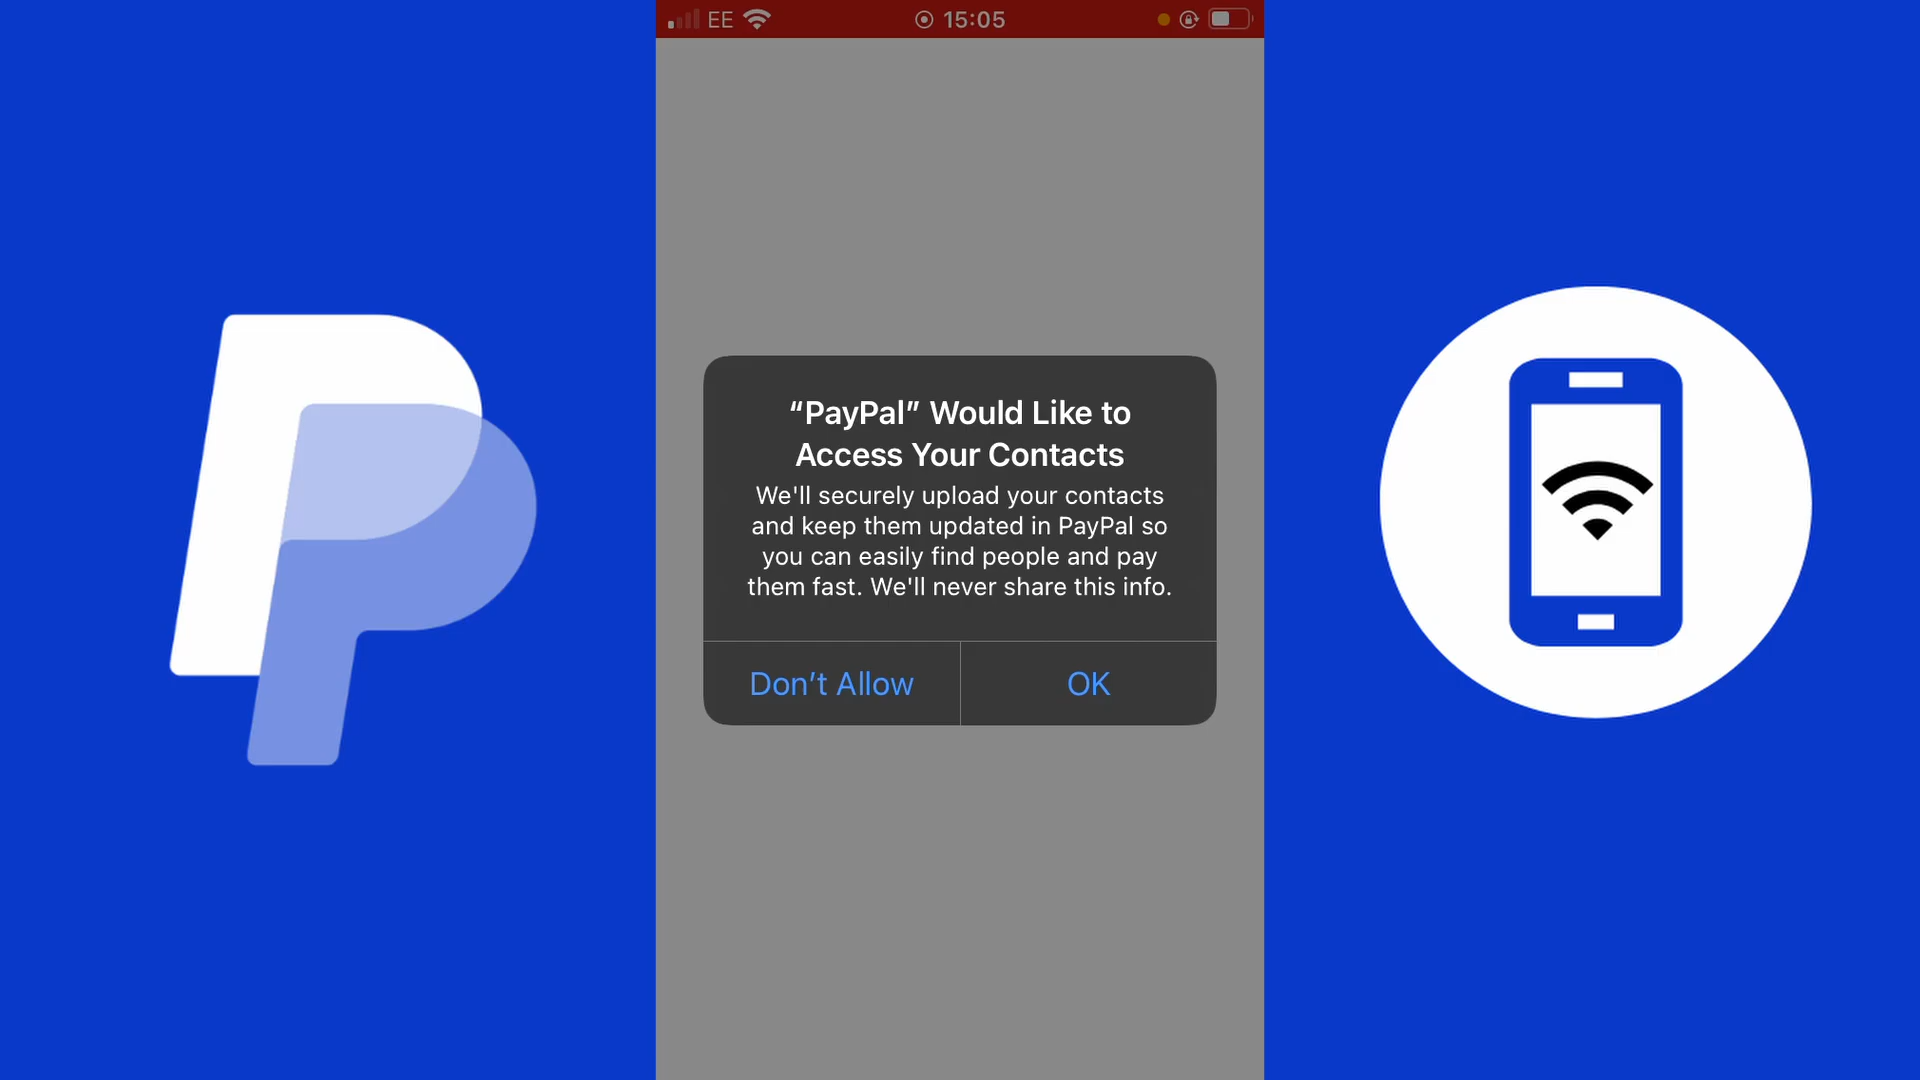 EE 15:05
“PayPal” Would Like to
Access Your Contacts
We'll securely upload your contacts
and keep them updated in PayPal so
you can easily find people and pay
them fast. We'll never share this info.
Don’t Allow OK